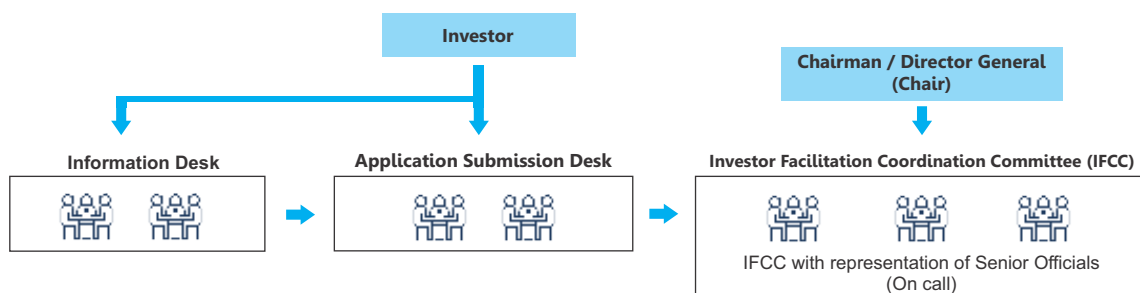 Investor
Chairman / Director General
(Chair)
Information Desk
Application Submission Desk
Investor Facilitation Coordination Committee (IFCC)
IFCC with representation of Senior Officials
(On call)